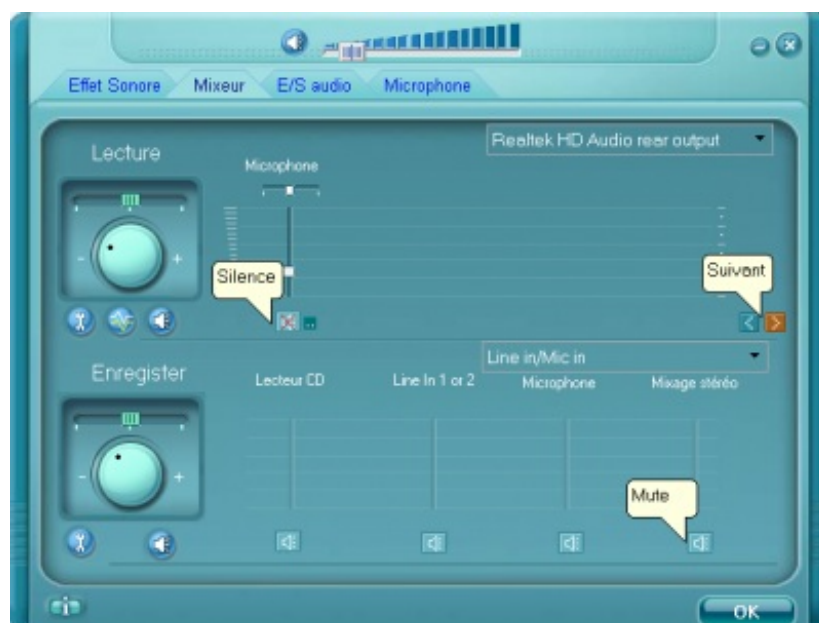 Effet Sonore Mixeur E/S audio Microphone
Realtek HD Audio rear output
Lecture
Microphone
Silence
Suivant
Line in/Mic in
Enregister
Lecteur CD Line In 1 or 2 Microphone Mixage stéréo
Mute
OK